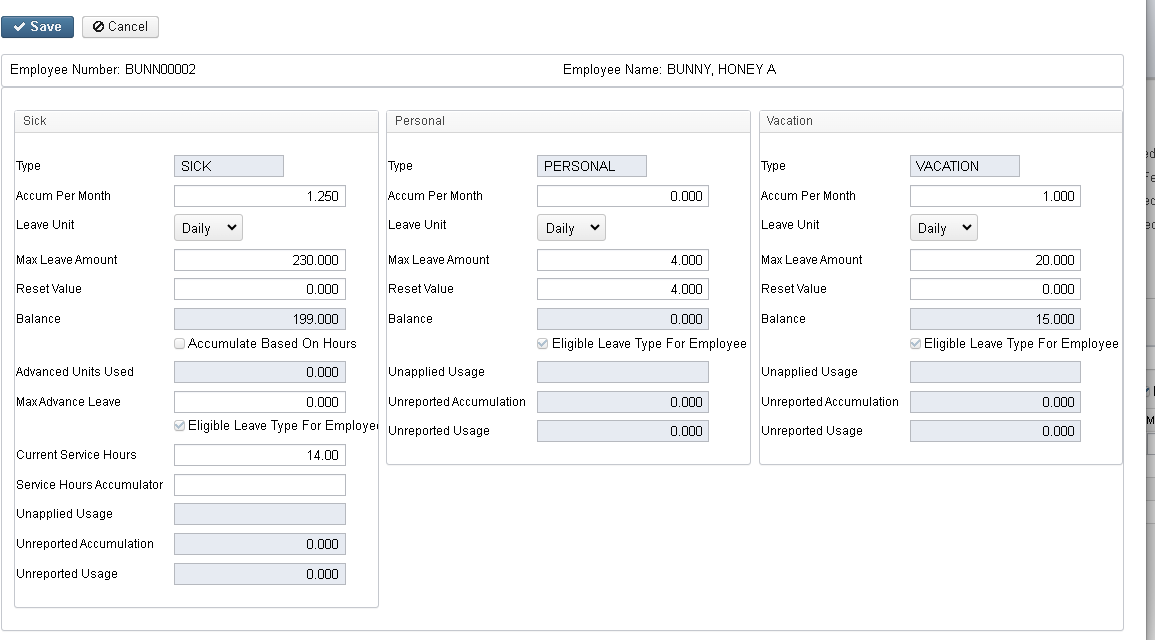 Save Cancel
Employee Number: BUNN00002 Employee Name: BUNNY, HONEY A
Sick
Type SICK
Accum Per Month 1.250
Leave Unit Daily
Max Leave Amount 230.000
Reset Value 0.000
Balance 199.000
Accumulate Based On Hours
Advanced Units Used 0.000
Max Advance Leave 0.000
Eligible Leave Type For Employee
Current Service Hours 14.00
Service Hours Accumulator
Unapplied Usage
Unreported Accumulation 0.000
Unreported Usage 0.000
Personal
Type PERSONAL
Accum Per Month 0.000
Leave Unit Daily
Max Leave Amount 4.000
Reset Value 4.000
Balance 0.000
Eligible Leave Type For Employee
Unapplied Usage
Unreported Accumulation 0.000
Unreported Usage 0.000
Vacation
Type VACATION
Accum Per Month 1.000
Leave Unit Daily
Max Leave Amount 20.000
Reset Value 0.000
Balance 15.000
Eligible Leave Type For Employee
Unapplied Usage
Unreported Accumulation 0.000
Unreported Usage 0.000